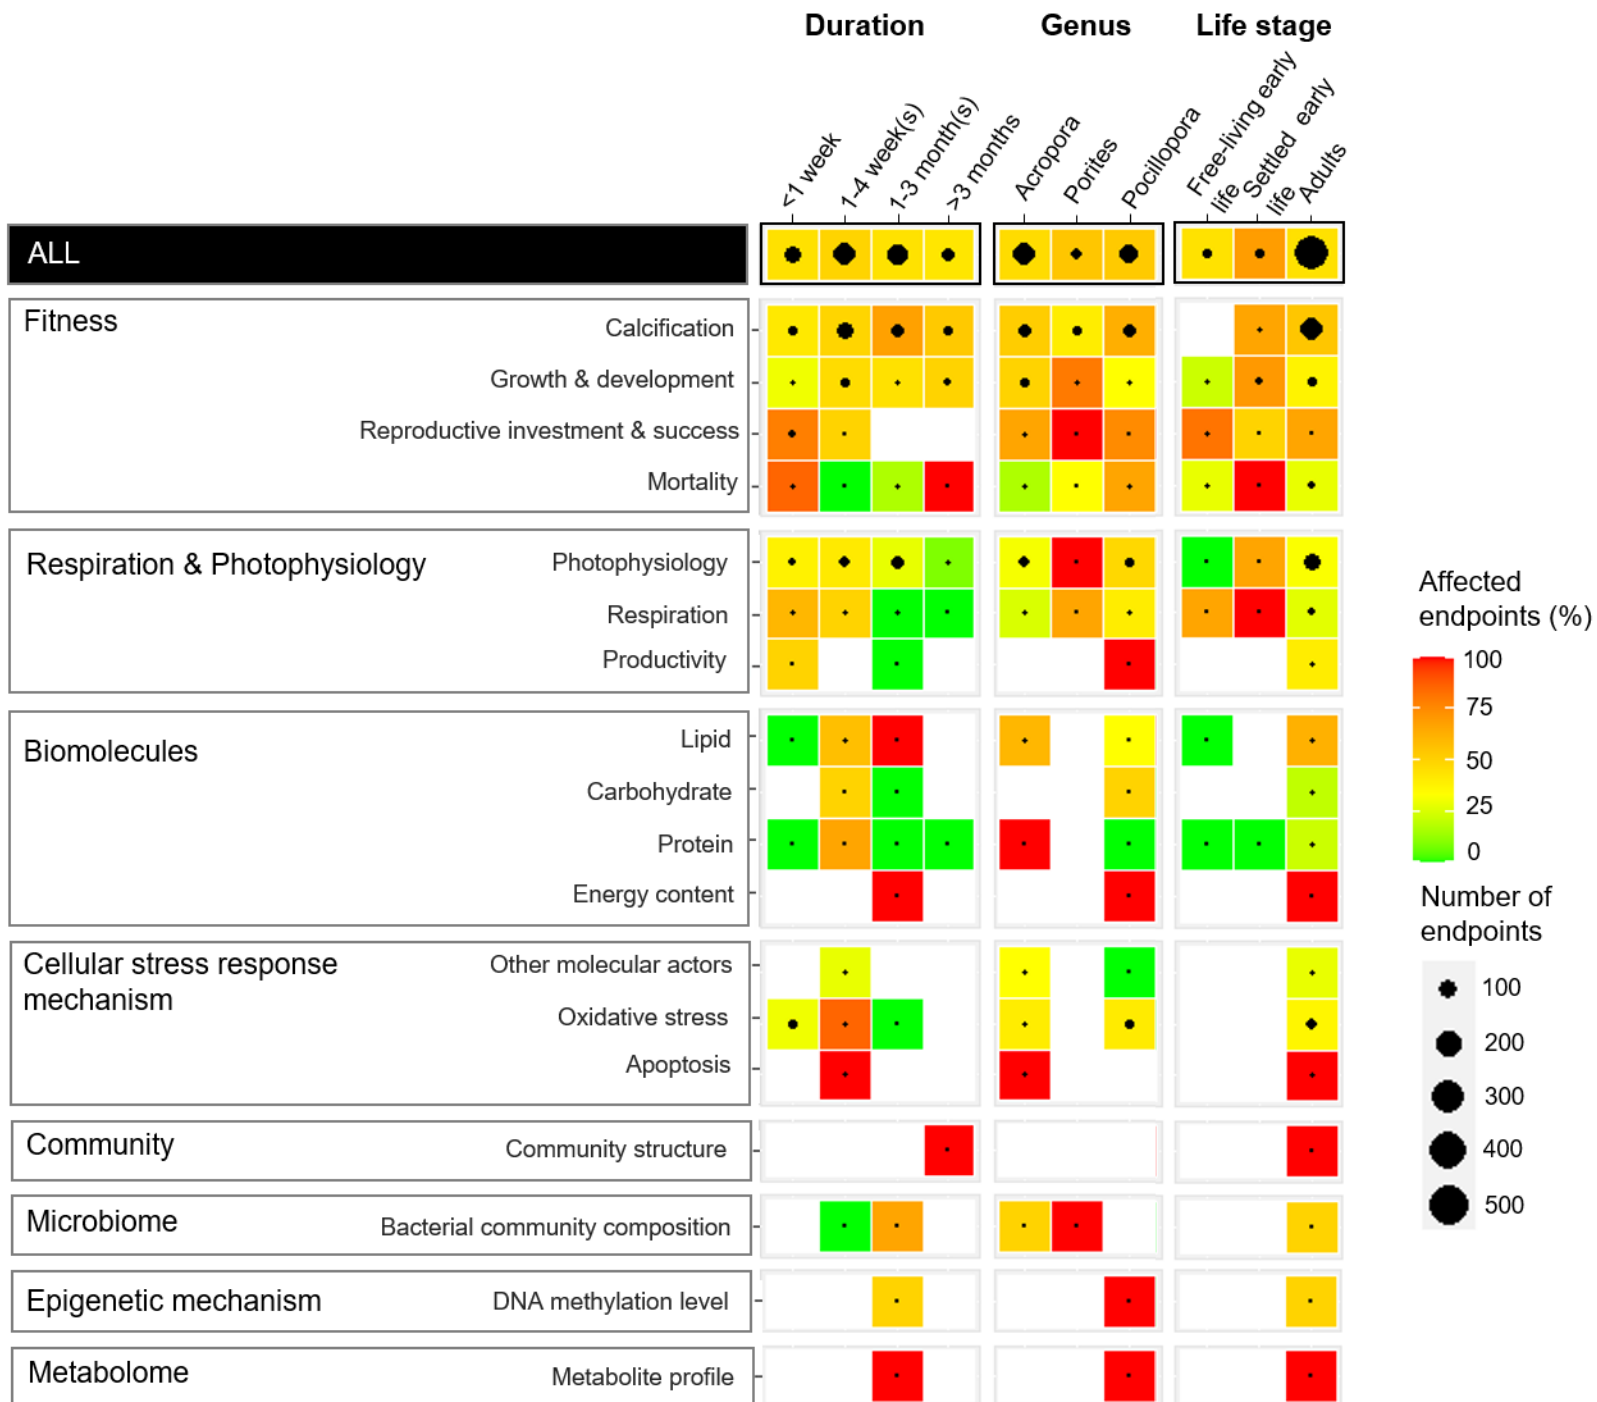 Duration Genus Life stage
<1 week
1-4 week(s)
1-3 month(s)
>3 months
Acropora
Porites
Pocillopora
Free-living early
life
Settled early
life
Adults
ALL
Fitness
Calcification
Growth & development
Reproductive investment & success
Mortality
Respiration & Photophysiology
Photophysiology
Respiration
Productivity
Biomolecules
Lipid
Carbohydrate
Protein
Energy content
Cellular stress response
mechanism
Other molecular actors
Oxidative stress
Apoptosis
Community
Community structure
Microbiome
Bacterial community composition
Epigenetic mechanism
DNA methylation level
Metabolome
Metabolite profile
Affected
endpoints (%)
100
75
50
25
0
Number of
endpoints
100
200
300
400
500